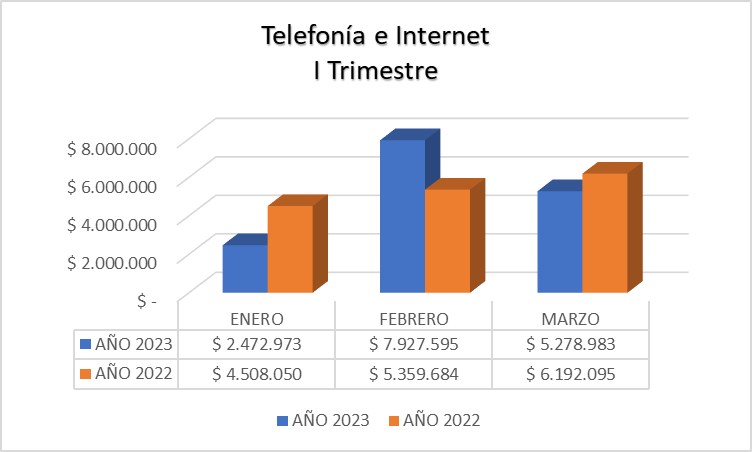 Telefonía e Internet
I Trimestre
$ 8.000.000
$ 6.000.000
$ 4.000.000
$ 2.000.000
$ -
ENERO FEBRERO MARZO
AÑO 2023 $ 2.472.973 $ 7.927.595 $ 5.278.983
AÑO 2022 $ 4.508.050 $ 5.359.684 $ 6.192.095
AÑO 2023 AÑO 2022